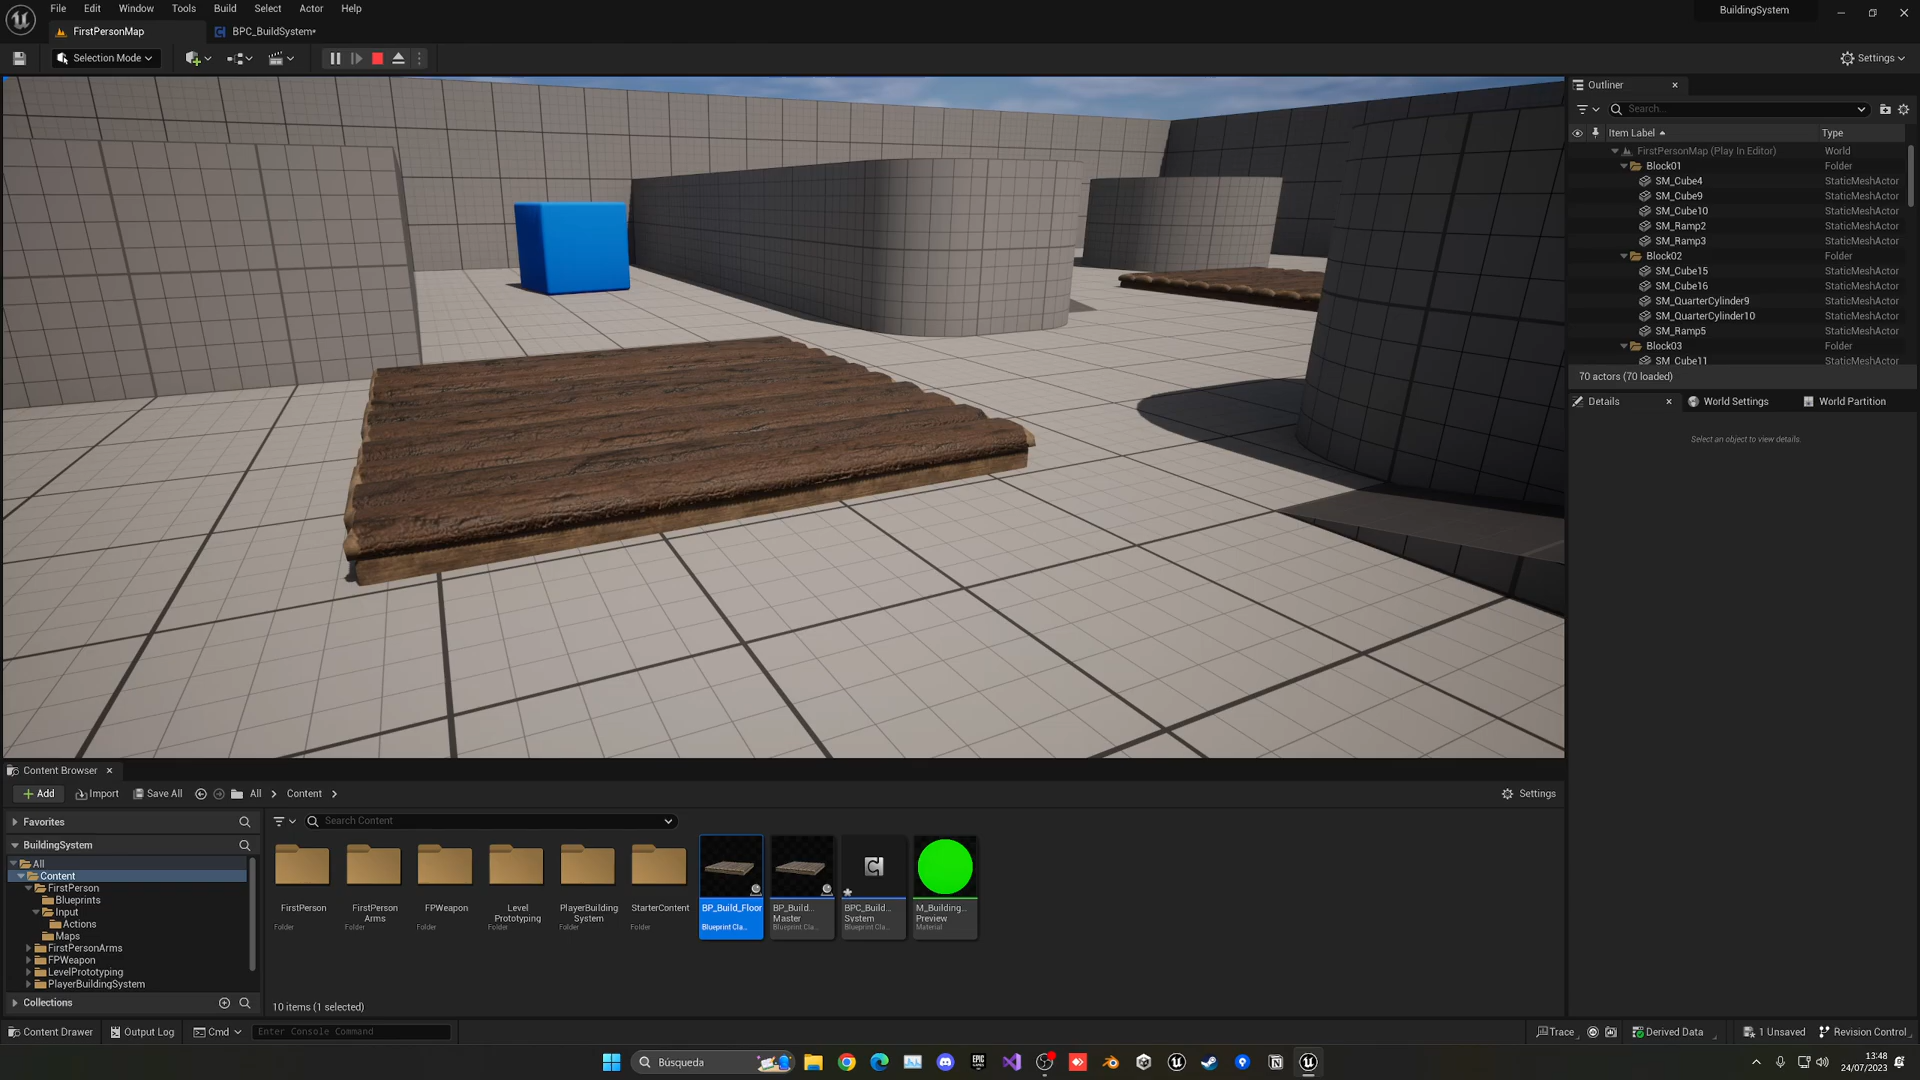 File Edit Window Tools Build Select Actor Help
BuildingSystem
FirstPersonMap
BPC_BuildSystem*
Selection Mode
Settings
Outliner
Search...
Item Label Type
FirstPersonMap (Play In Editor) World
Block01 Folder
SM_Cube4 StaticMeshActor
SM_Cube9 StaticMeshActor
SM_Cube10 StaticMeshActor
SM_Ramp2 StaticMeshActor
SM_Ramp3 StaticMeshActor
Block02 Folder
SM_Cube15 StaticMeshActor
SM_Cube16 StaticMeshActor
SM_QuarterCylinder9 StaticMeshActor
SM_QuarterCylinder10 StaticMeshActor
SM_Ramp5 StaticMeshActor
Block03 Folder
SM_Cube11 StaticMeshActor
70 actors (70 loaded)
Details World Settings World Partition
Select an object to view details.
Content Browser
Add Import Save All All Content
Settings
Favorites
BuildingSystem
All
Content
FirstPerson
Blueprints
Input
Actions
Maps
FirstPersonArms
FPWeapon
LevelPrototyping
PlayerBuildingSystem
Collections
Search Content
FirstPerson
Folder
FirstPerson
Arms
Folder
FPWeapon
Folder
Level
Prototyping
Folder
PlayerBuilding
System
Folder
StarterContent
Folder
BP_Build_Floor
Blueprint Cla...
BP_Build...
Master
Blueprint Cla...
BPC_Build...
System
Blueprint Cla...
M_Building...
Preview
Material
10 items (1 selected)
Content Drawer Output Log Cmd Enter Console Command
Trace Derived Data 1 Unsaved Revision Control
Búsqueda
13:48
24/07/2023